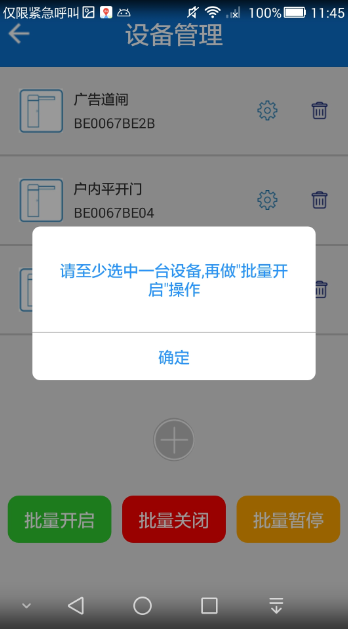 仅限紧急呼叫 100% 11:45
设备管理
广告道闸
BE0067BE2B
户内平开门
BE0067BE04
请至少选中一台设备,再做"批量开
启"操作
确定
批量开启 批量关闭 批量暂停